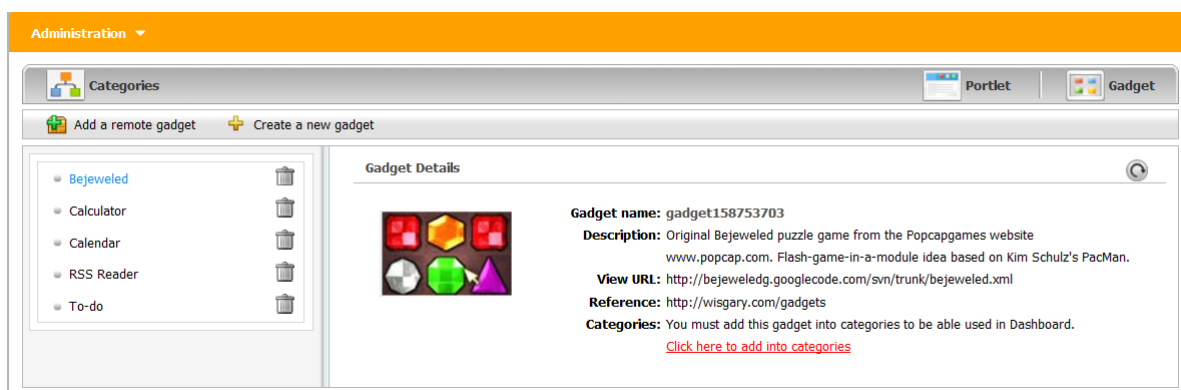 Administration
Categories
Portlet
Gadget
Add a remote gadget
Create a new gadget
Bejeweled
Calculator
Calendar
RSS Reader
To-do
Gadget Details
Gadget name: gadget158753703
Description: Original Bejeweled puzzle game from the Popcapgames website
www.popcap.com. Flash-game-in-a-module idea based on Kim Schulz's PacMan.
View URL: http://bejeweledg.googlecode.com/svn/trunk/bejeweled.xml
Reference: http://wisgary.com/gadgets
Categories: You must add this gadget into categories to be able used in Dashboard.
Click here to add into categories